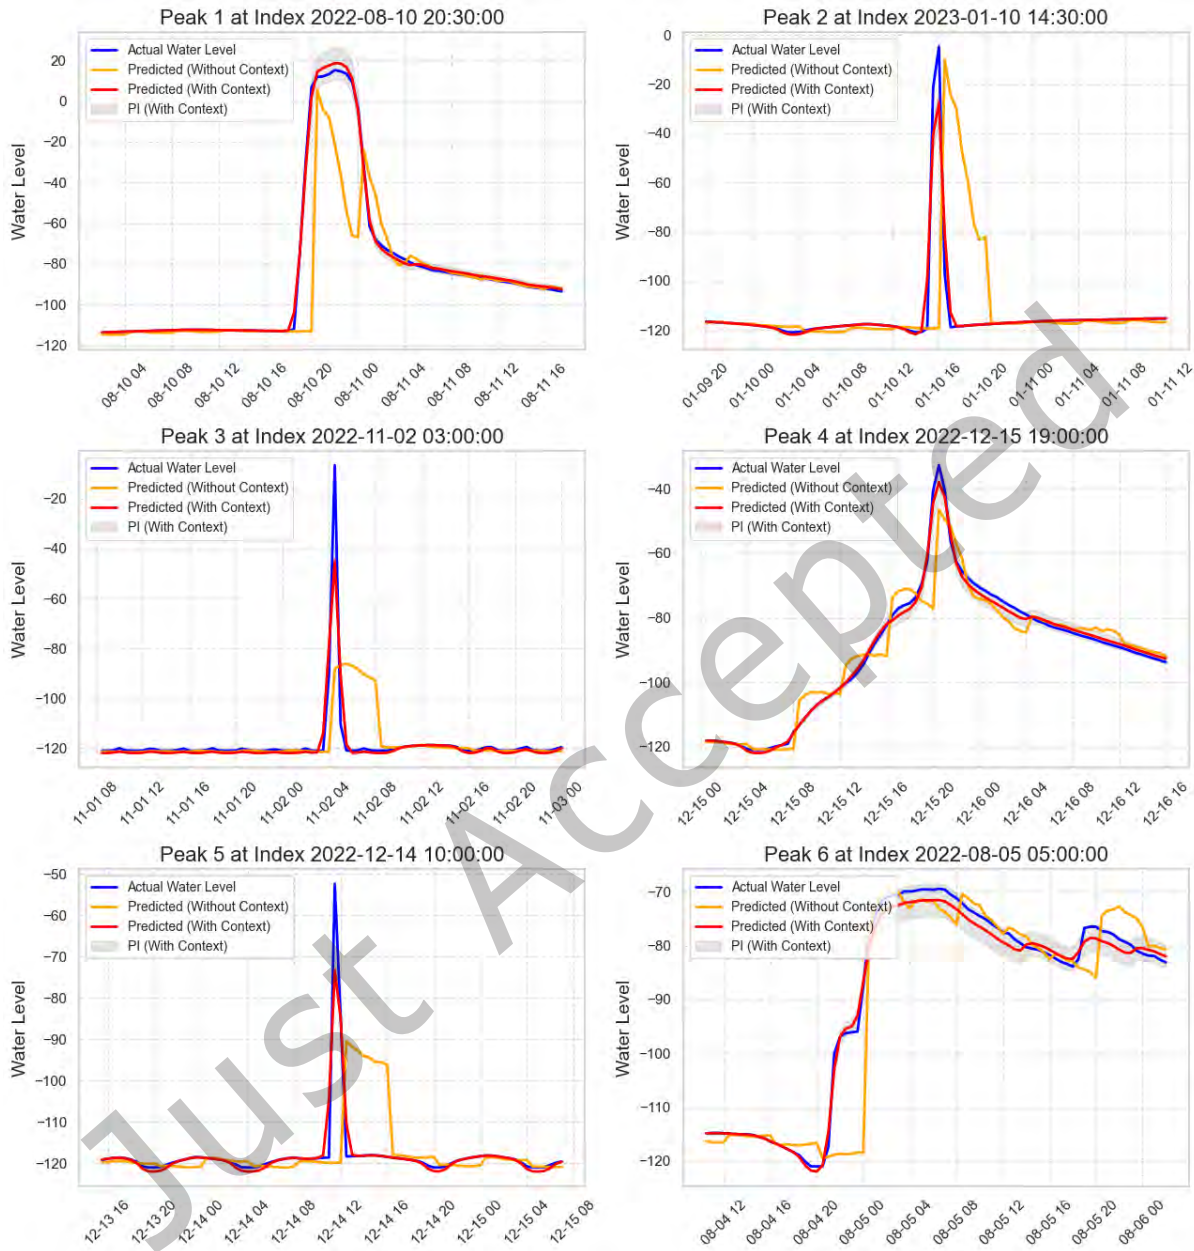 Peak 1 at Index 2022-08-10 20:30:00
Actual Water Level
Predicted (Without Context)
Predicted (With Context)
PI (With Context)
Water Level
20
0
−20
−40
−60
−80
−100
−120
08-10 04
08-10 08
08-10 12
08-10 16
08-10 20
08-11 00
08-11 04
08-11 08
08-11 12
08-11 16
Peak 2 at Index 2023-01-10 14:30:00
Actual Water Level
Predicted (Without Context)
Predicted (With Context)
PI (With Context)
Water Level
0
−20
−40
−60
−80
−100
−120
01-09 20
01-10 00
01-10 04
01-10 08
01-10 12
01-10 16
01-10 20
01-11 00
01-11 04
01-11 08
01-11 12
Peak 3 at Index 2022-11-02 03:00:00
Actual Water Level
Predicted (Without Context)
Predicted (With Context)
PI (With Context)
Water Level
−20
−40
−60
−80
−100
−120
11-01 08
11-01 12
11-01 16
11-01 20
11-02 00
11-02 04
11-02 08
11-02 12
11-02 16
11-02 20
11-03 00
Peak 4 at Index 2022-12-15 19:00:00
Actual Water Level
Predicted (Without Context)
Predicted (With Context)
PI (With Context)
Water Level
−40
−60
−80
−100
−120
12-15 00
12-15 04
12-15 08
12-15 12
12-15 16
12-15 20
12-16 00
12-16 04
12-16 08
12-16 12
12-16 16
Peak 5 at Index 2022-12-14 10:00:00
Actual Water Level
Predicted (Without Context)
Predicted (With Context)
PI (With Context)
Water Level
−50
−60
−70
−80
−90
−100
−110
−120
12-13 16
12-13 20
12-14 00
12-14 04
12-14 08
12-14 12
12-14 16
12-14 20
12-15 00
12-15 04
12-15 08
Peak 6 at Index 2022-08-05 05:00:00
Actual Water Level
Predicted (Without Context)
Predicted (With Context)
PI (With Context)
Water Level
−70
−80
−90
−100
−110
−120
08-04 12
08-04 16
08-04 20
08-05 00
08-05 04
08-05 08
08-05 12
08-05 16
08-05 20
08-06 00
Just Accepted